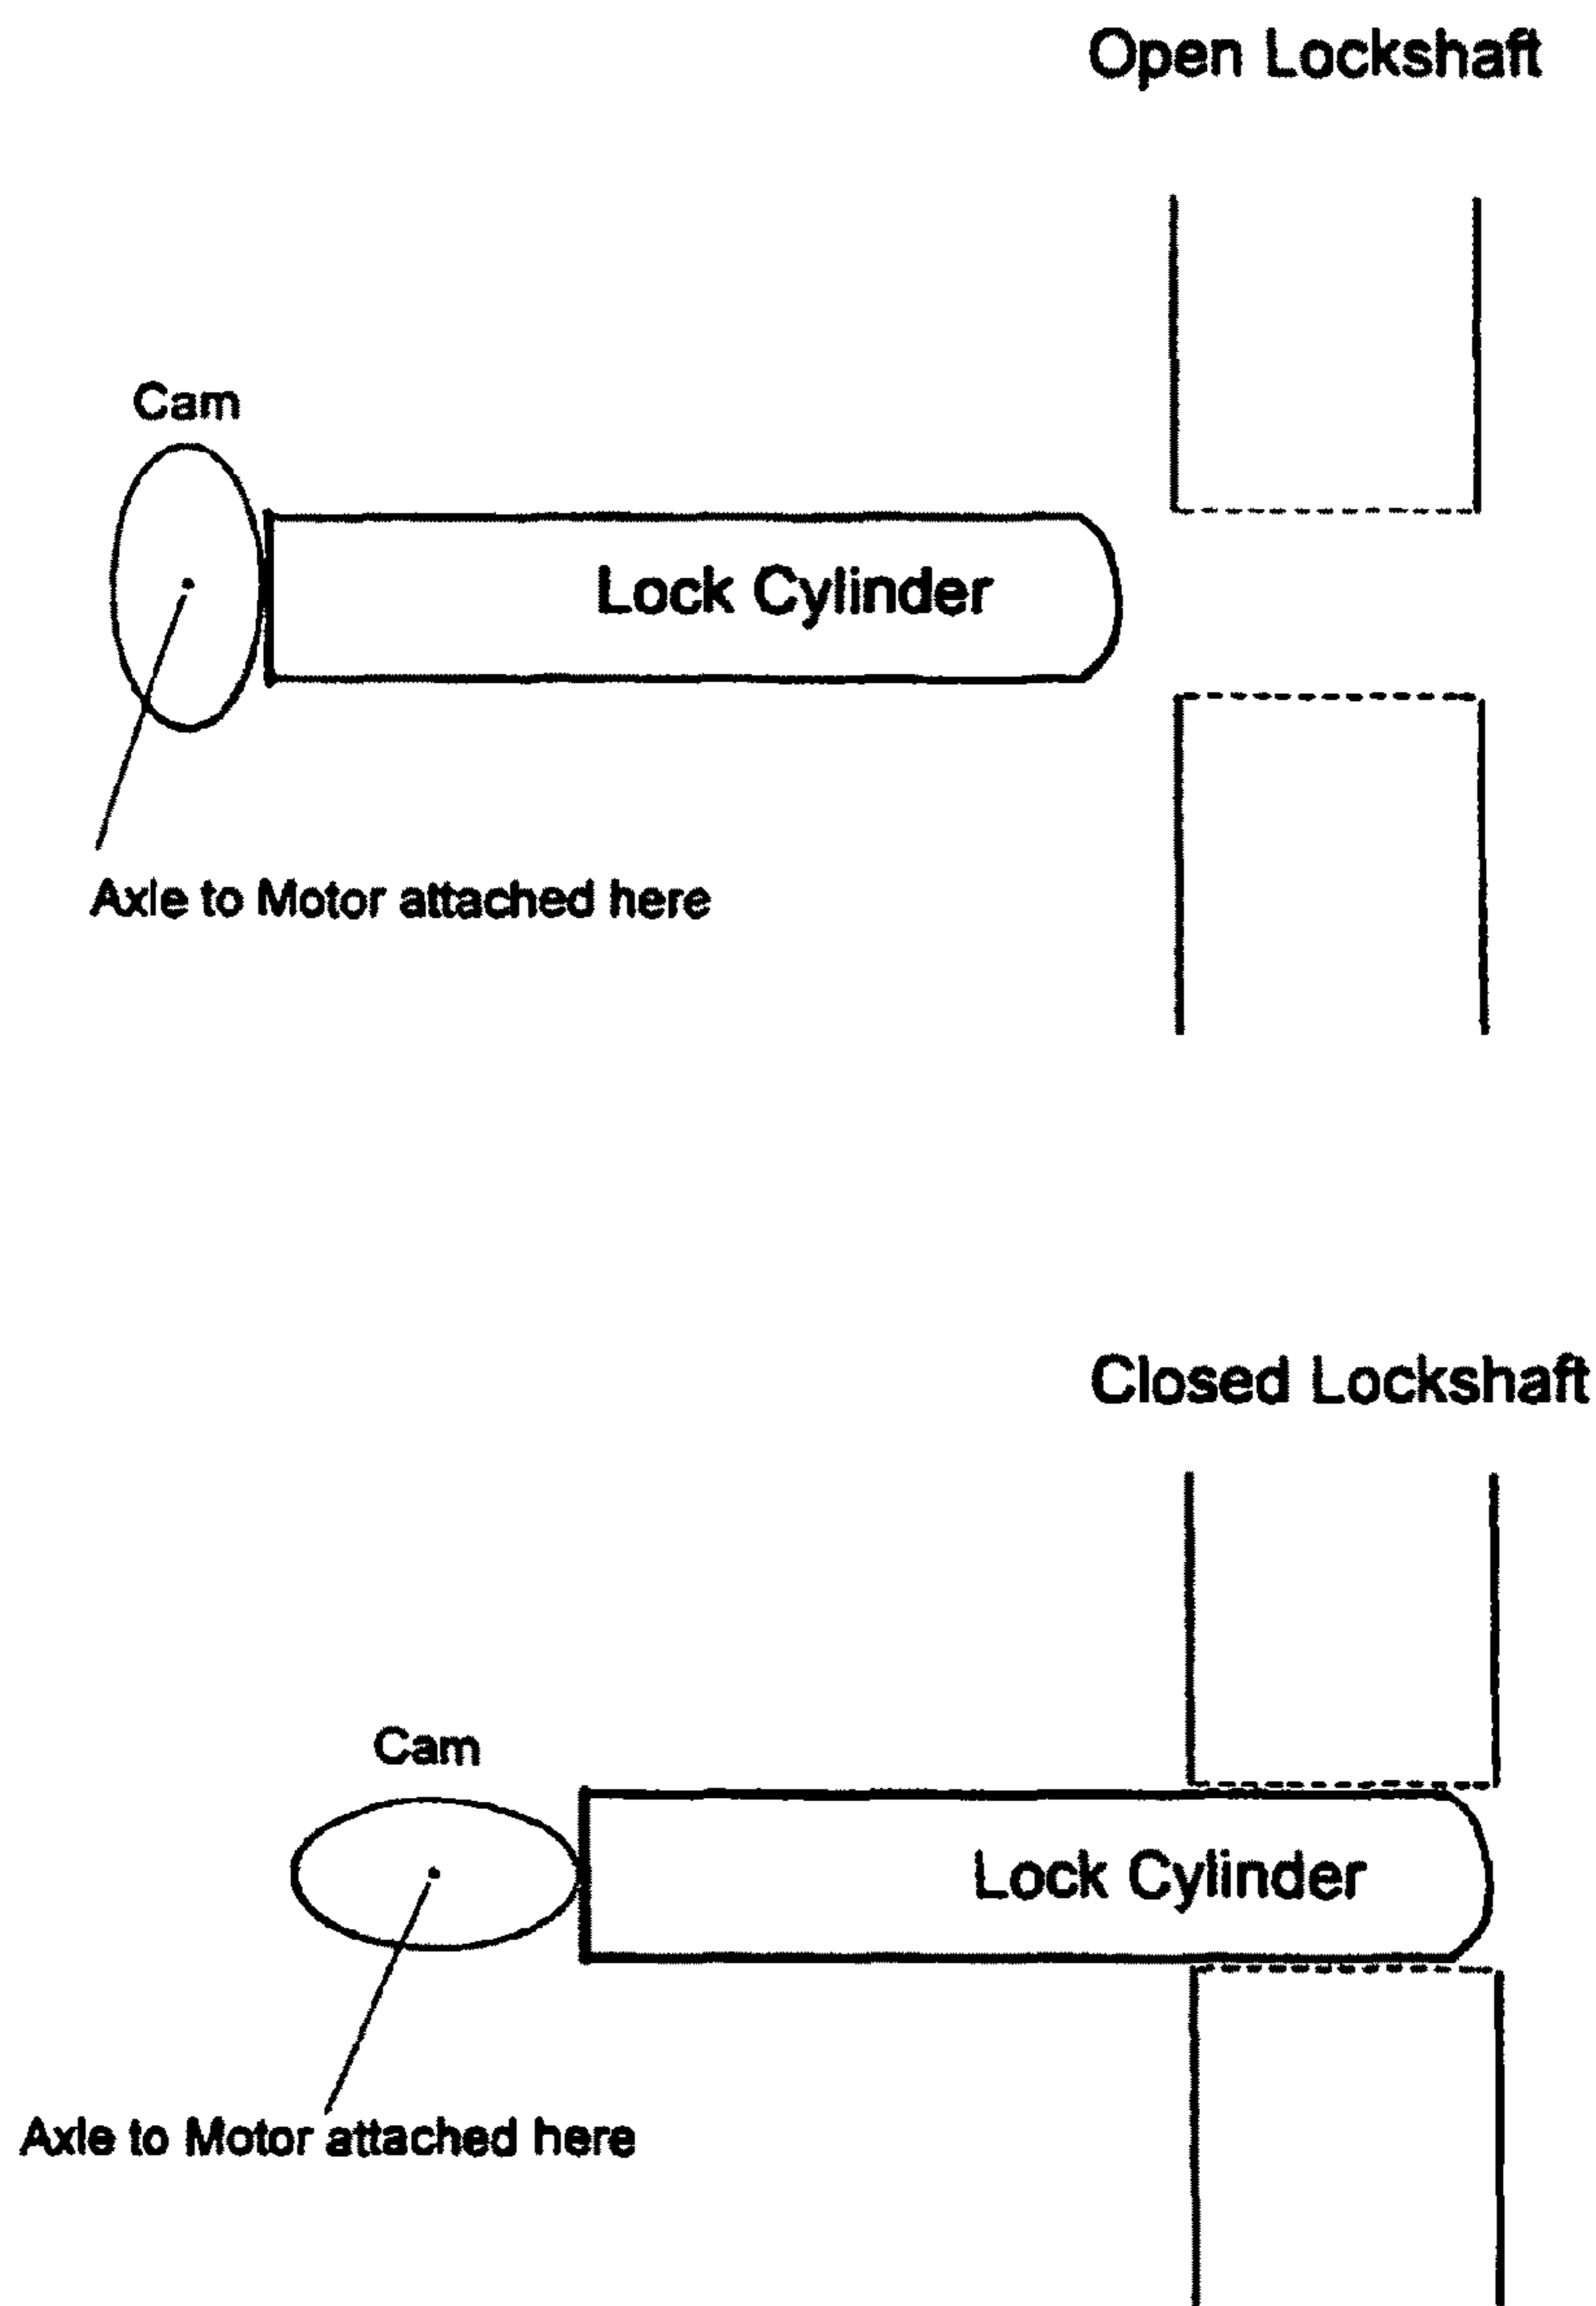 Open Lockshaft
Cam
Lock Cylinder
Axle to Motor attached here
Closed Lockshaft
Cam
Lock Cylinder
Axle to Motor attached here